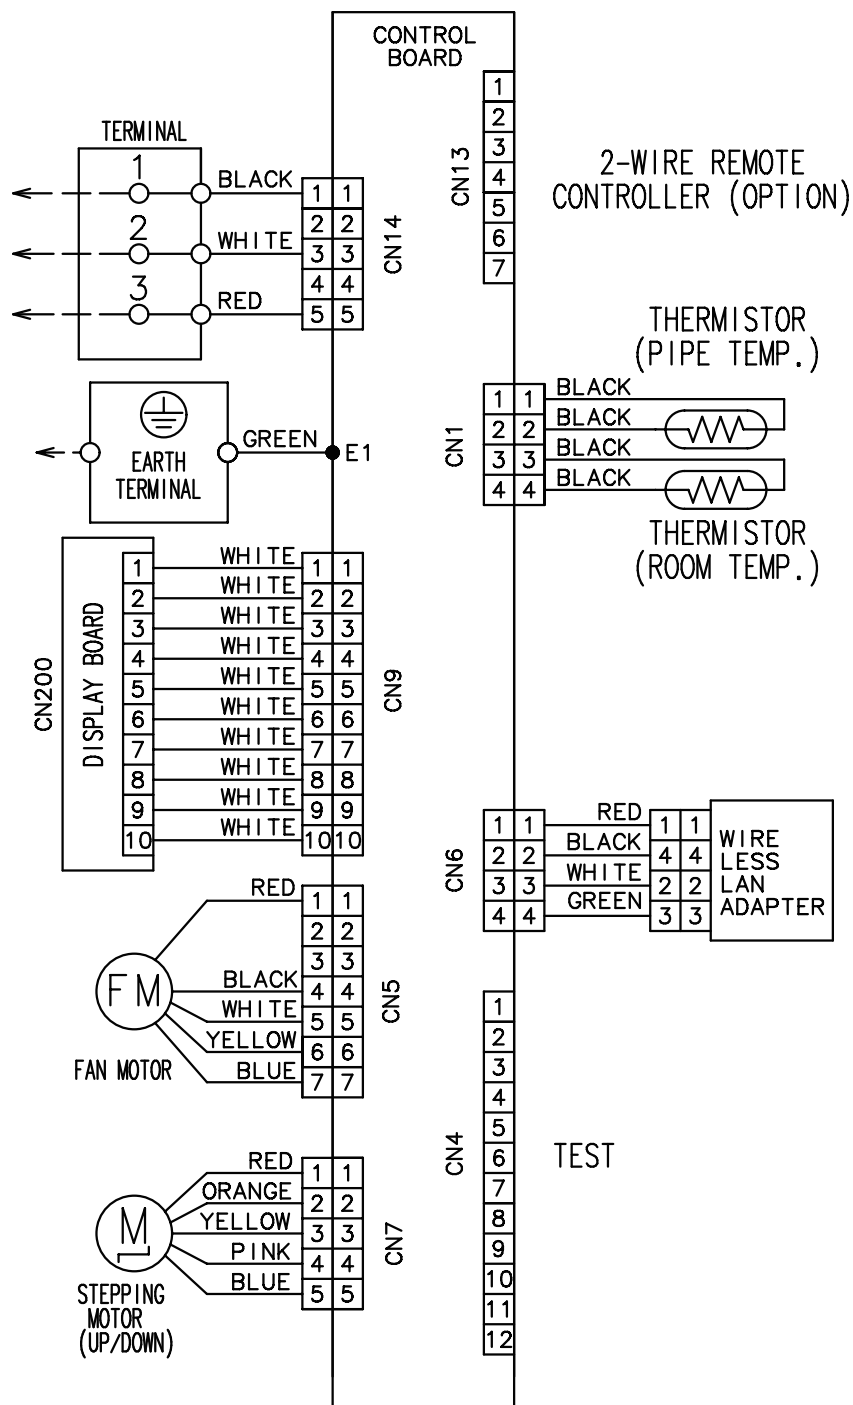 CONTROL
BOARD
TERMINAL
1
BLACK
2
WHITE
3
RED
1 1
2 2
3 3
4 4
5 5
CN14
EARTH
TERMINAL
GREEN
E1
CN200
DISPLAY BOARD
1 WHITE 1 1
2 WHITE 2 2
3 WHITE 3 3
4 WHITE 4 4
5 WHITE 5 5
6 WHITE 6 6
7 WHITE 7 7
8 WHITE 8 8
9 WHITE 9 9
10 WHITE 10 10
CN9
FM
FAN MOTOR
RED 1 1
2 2
3 3
BLACK 4 4
WHITE 5 5
YELLOW 6 6
BLUE 7 7
CN5
M
STEPPING
MOTOR
(UP/DOWN)
RED 1 1
ORANGE 2 2
YELLOW 3 3
PINK 4 4
BLUE 5 5
CN7
CN13
1
2
3
4
5
6
7
2-WIRE REMOTE
CONTROLLER (OPTION)
THERMISTOR
(PIPE TEMP.)
CN1
1 1 BLACK
2 2 BLACK
3 3 BLACK
4 4 BLACK
THERMISTOR
(ROOM TEMP.)
CN6
1 1 RED 1 1
2 2 BLACK 4 4
3 3 WHITE 2 2
4 4 GREEN 3 3
WIRE
LESS
LAN
ADAPTER
CN4
1
2
3
4
5
6
7
8
9
10
11
12
TEST